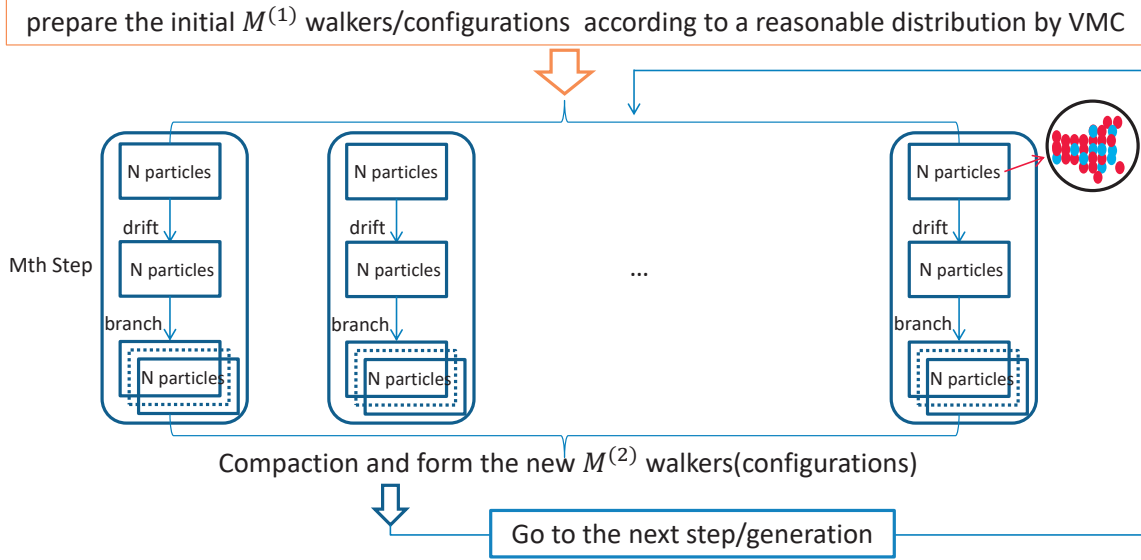 prepare the initial M^(1) walkers/configurations according to a reasonable distribution by VMC
N particles N particles N particles
drift drift drift
Mth Step N particles N particles ... N particles
branch branch branch
N particles N particles N particles
Compaction and form the new M^(2) walkers(configurations)
Go to the next step/generation